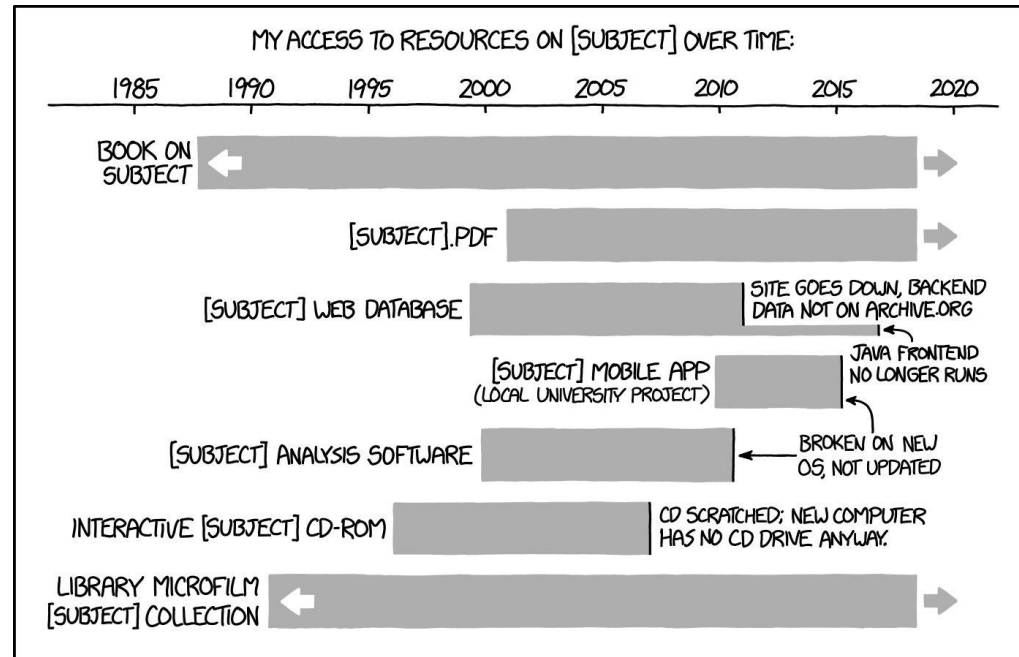 MY ACCESS TO RESOURCES ON [SUBJECT] OVER TIME:
1985 1990 1995 2000 2005 2010 2015 2020
BOOK ON
SUBJECT
[SUBJECT].PDF
[SUBJECT] WEB DATABASE
SITE GOES DOWN, BACKEND
DATA NOT ON ARCHIVE.ORG
JAVA FRONTEND
NO LONGER RUNS
[SUBJECT] MOBILE APP
(LOCAL UNIVERSITY PROJECT)
[SUBJECT] ANALYSIS SOFTWARE
BROKEN ON NEW
OS, NOT UPDATED
INTERACTIVE [SUBJECT] CD-ROM
CD SCRATCHED; NEW COMPUTER
HAS NO CD DRIVE ANYWAY.
LIBRARY MICROFILM
[SUBJECT] COLLECTION